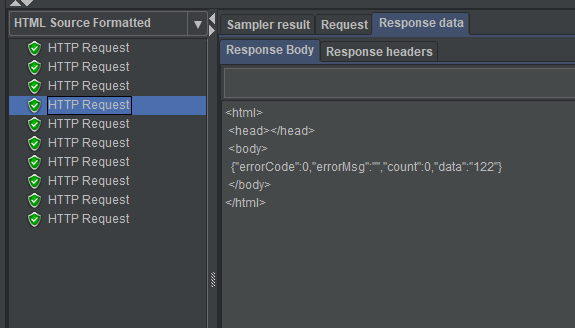 HTML Source Formatted
HTTP Request
HTTP Request
HTTP Request
HTTP Request
HTTP Request
HTTP Request
HTTP Request
HTTP Request
HTTP Request
HTTP Request
Sampler result Request Response data
Response Body Response headers
<html>
<head></head>
<body>
{"errorCode":0,"errorMsg":"","count":0,"data":"122"}
</body>
</html>